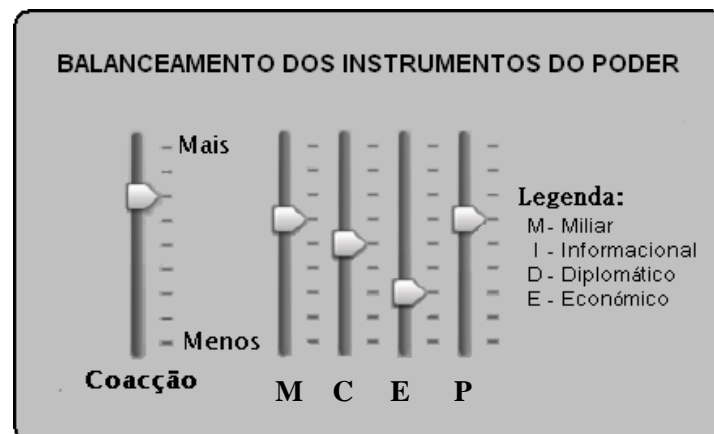 BALANCEAMENTO DOS INSTRUMENTOS DO PODER
Mais
Menos
Coacção
M C E P
Legenda:
M - Miliar
I - Informacional
D - Diplomático
E - Económico